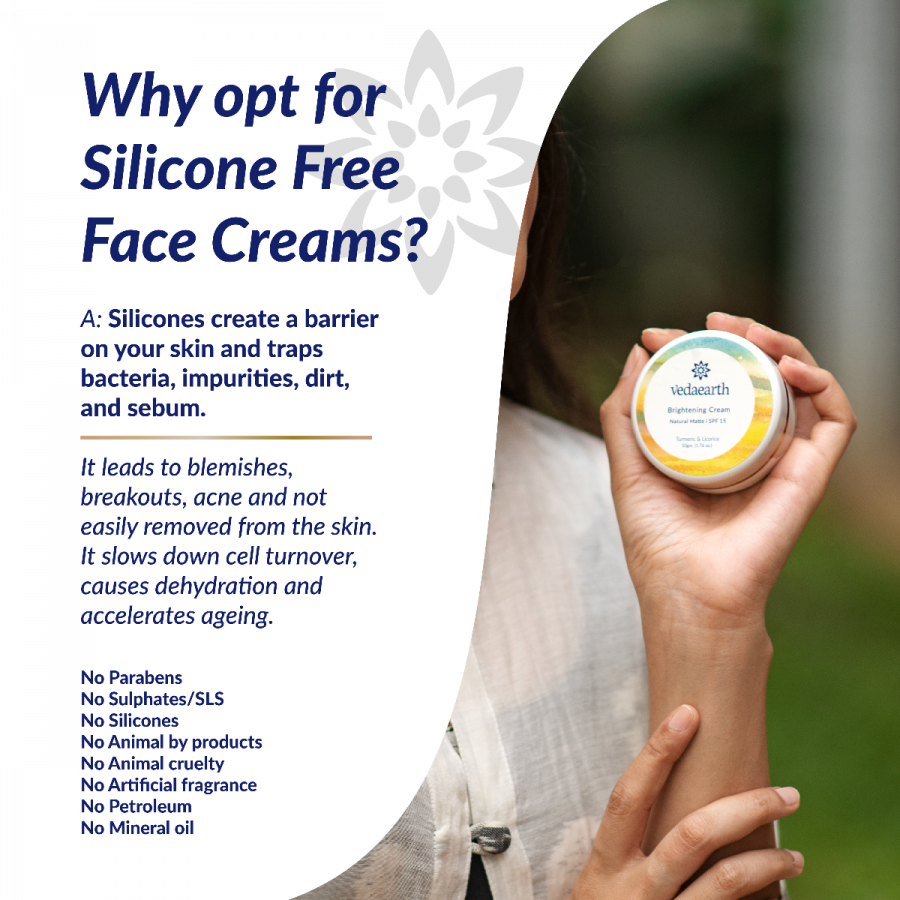 Why opt for
Silicone Free
Face Creams?
A: Silicones create a barrier
on your skin and traps
bacteria, impurities, dirt,
and sebum.
It leads to blemishes,
breakouts, acne and not
easily removed from the skin.
It slows down cell turnover,
causes dehydration and
accelerates ageing.
No Parabens
No Sulphates/SLS
No Silicones
No Animal by products
No Animal cruelty
No Artificial fragrance
No Petroleum
No Mineral oil
vedaearth
Brightening Cream
Natural Matte | SPF 15
Turmeric & Licorice